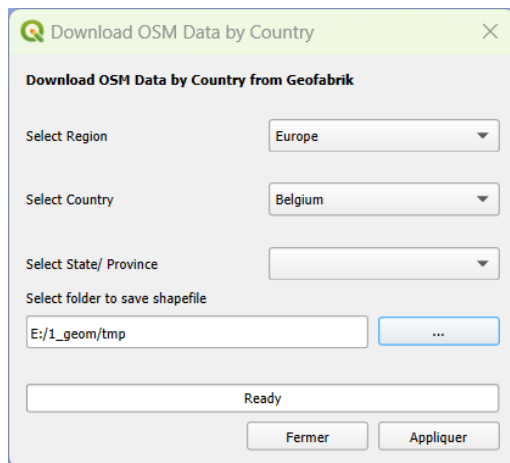 Download OSM Data by Country
Download OSM Data by Country from Geofabrik
Select Region
Europe
Select Country
Belgium
Select State/ Province
Select folder to save shapefile
E:/1_geom/tmp
...
Ready
Fermer
Appliquer